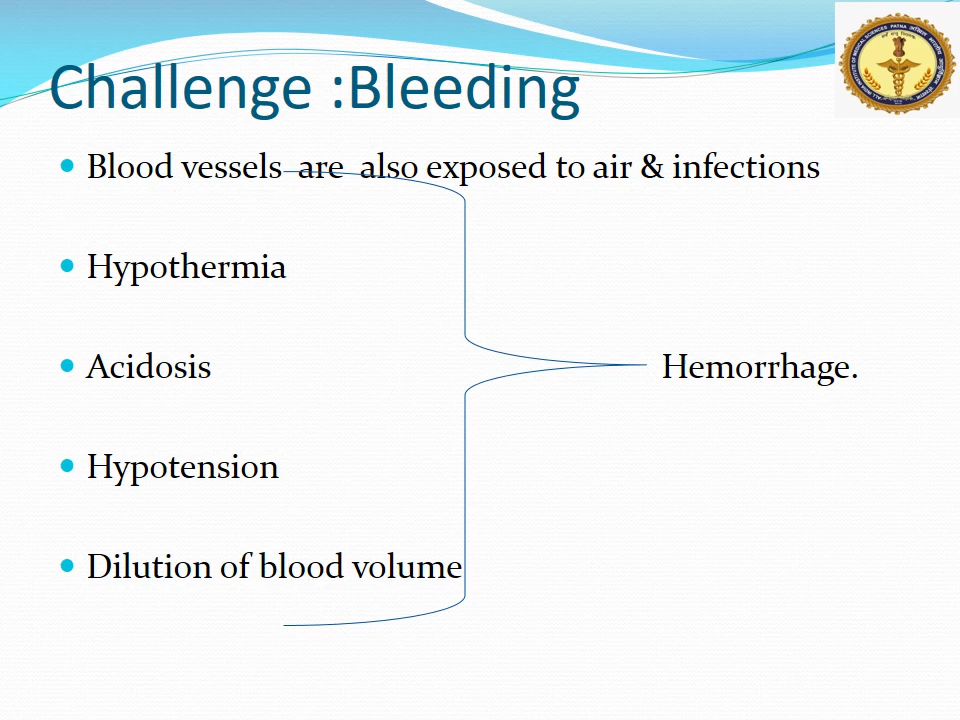 Challenge :Bleeding
Blood vessels are also exposed to air & infections
Hypothermia
Acidosis
Hemorrhage.
Hypotension
Dilution of blood volume